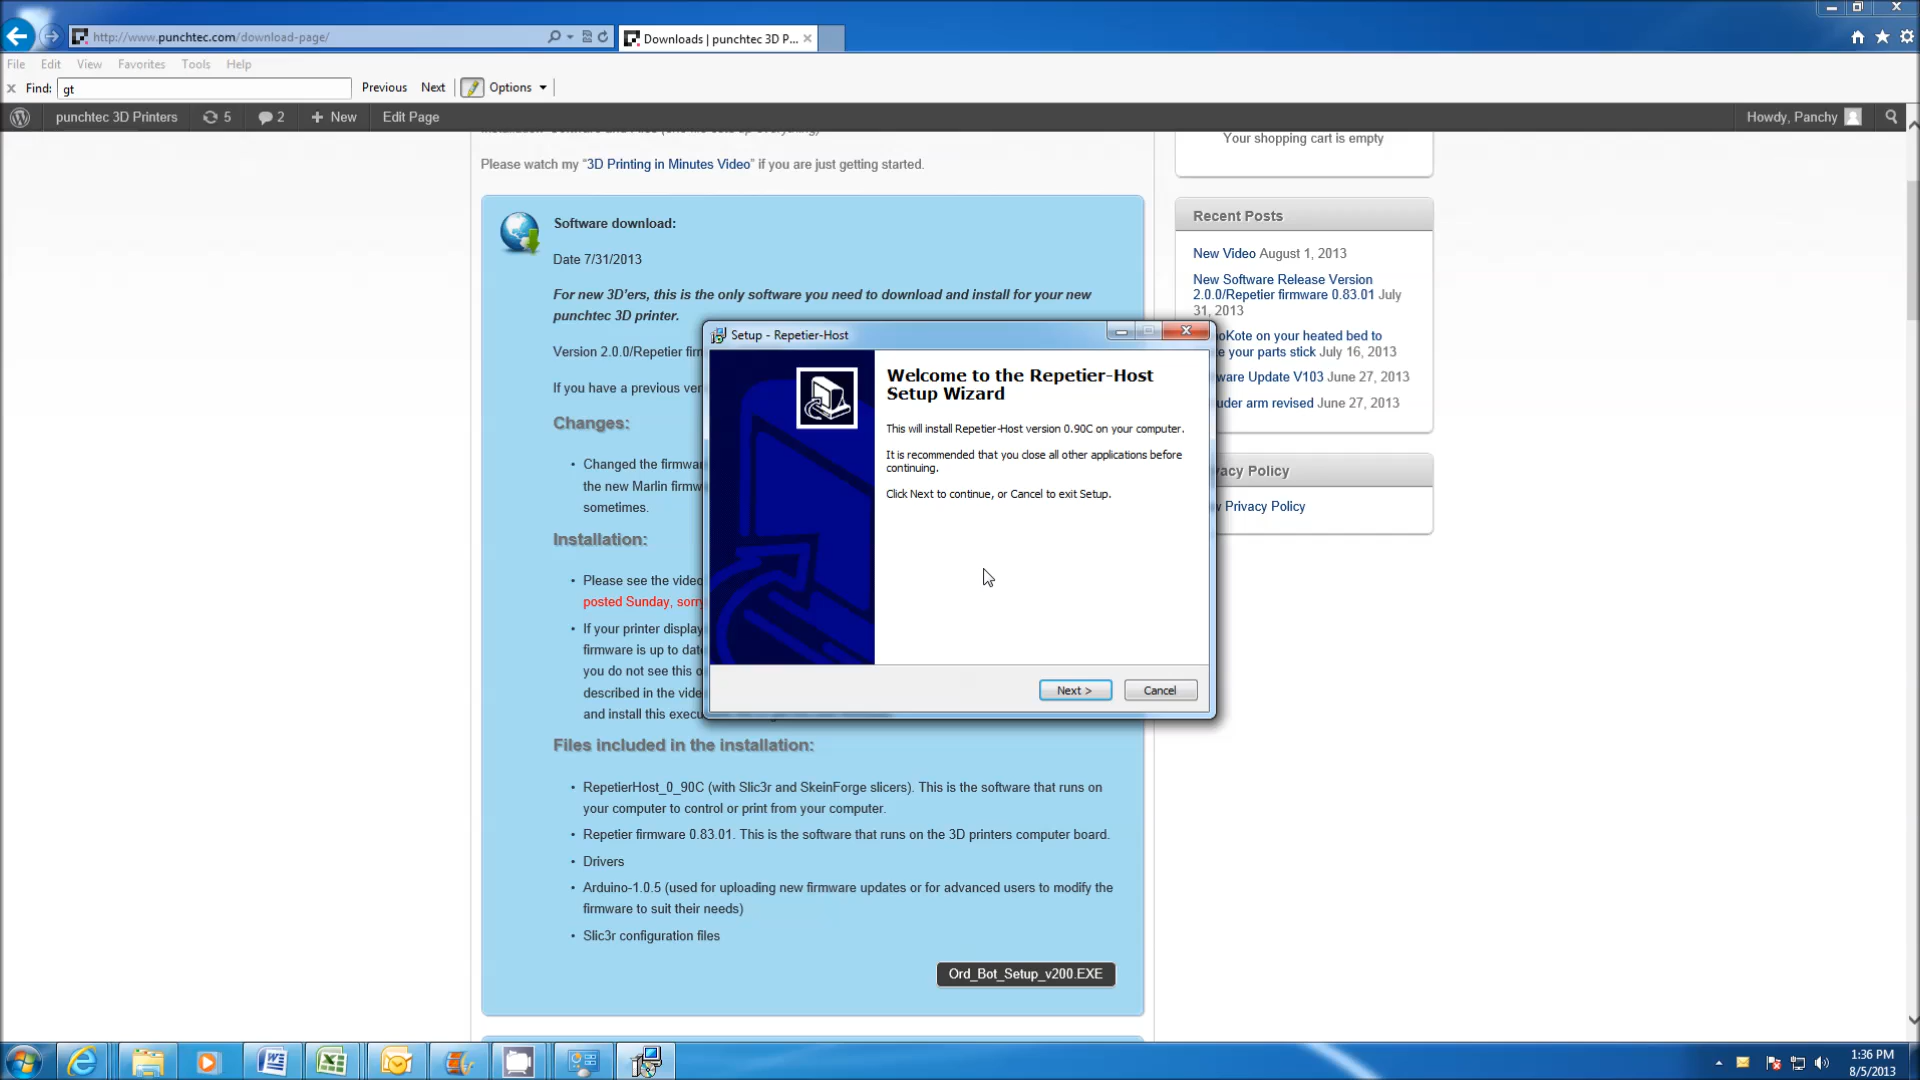 http://www.punchtec.com/download-page/
Downloads | punchtec 3D P...
File Edit View Favorites Tools Help
Find: gt Previous Next Options
punchtec 3D Printers 5 2 New Edit Page Howdy, Panchy
Your shopping cart is empty
Please watch my “3D Printing in Minutes Video” if you are just getting started.
Software download:
Date 7/31/2013
For new 3D’ers, this is the only software you need to download and install for your new
punchtec 3D printer.
Version 2.0.0/Repetier
If you have a previous
Changes:
Changed the
the new Marlin
sometimes.
Installation:
Please see the
posted Sunday,
If your printer
firmware is up to
you do not see this
described in the
and install this
Files included in the installation:
RepetierHost_0_90C (with Slic3r and SkeinForge slicers). This is the software that runs on
your computer to control or print from your computer.
Repetier firmware 0.83.01. This is the software that runs on the 3D printers computer board.
Drivers
Arduino-1.0.5 (used for uploading new firmware updates or for advanced users to modify the
firmware to suit their needs)
Slic3r configuration files
Ord_Bot_Setup_v200.EXE
Setup - Repetier-Host
Welcome to the Repetier-Host
Setup Wizard
This will install Repetier-Host version 0.90C on your computer.
It is recommended that you close all other applications before
continuing.
Click Next to continue, or Cancel to exit Setup.
Next >
Cancel
Recent Posts
New Video August 1, 2013
New Software Release Version
2.0.0/Repetier firmware 0.83.01 July
31, 2013
on your heated bed to
your parts stick July 16, 2013
Update V103 June 27, 2013
arm revised June 27, 2013
Policy
Privacy Policy
1:36 PM
8/5/2013